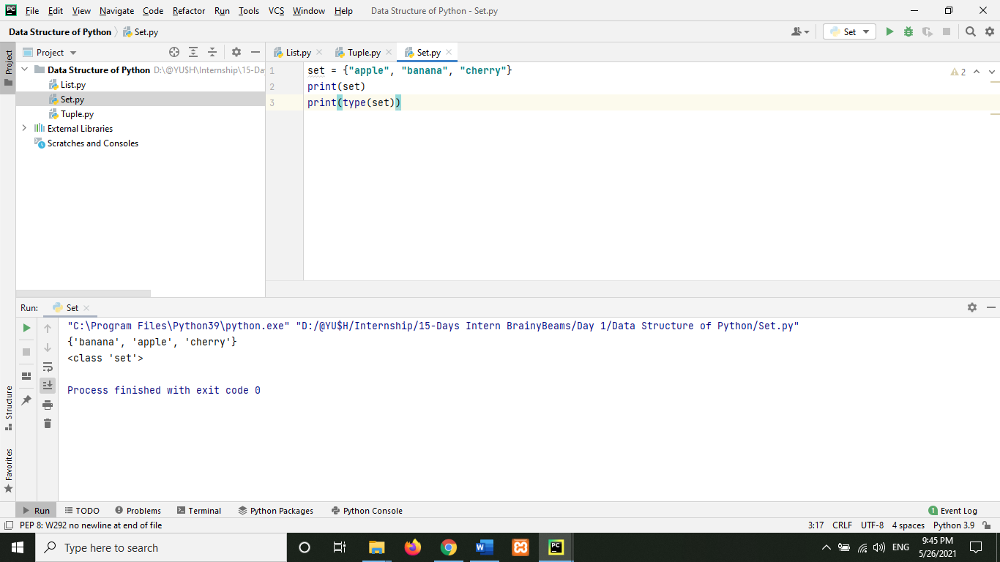 PC File Edit View Navigate Code Refactor Run Tools VCS Window Help Data Structure of Python - Set.py
Data Structure of Python Set.py Set
Project
Project
List.py Tuple.py Set.py
Data Structure of Python D:\@YU$H\Internship\15-Da
List.py
Set.py
Tuple.py
External Libraries
Scratches and Consoles
1 set = {"apple", "banana", "cherry"}
2 print(set)
3 print(type(set))
2
Run: Set
"C:\Program Files\Python39\python.exe" "D:/@YU$H/Internship/15-Days Intern BrainyBeams/Day 1/Data Structure of Python/Set.py"
{'banana', 'apple', 'cherry'}
<class 'set'>
Process finished with exit code 0
Structure
Favorites
Run TODO Problems Terminal Python Packages Python Console 1 Event Log
PEP 8: W292 no newline at end of file 3:17 CRLF UTF-8 4 spaces Python 3.9
Type here to search W PC ENG 9:45 PM
5/26/2021